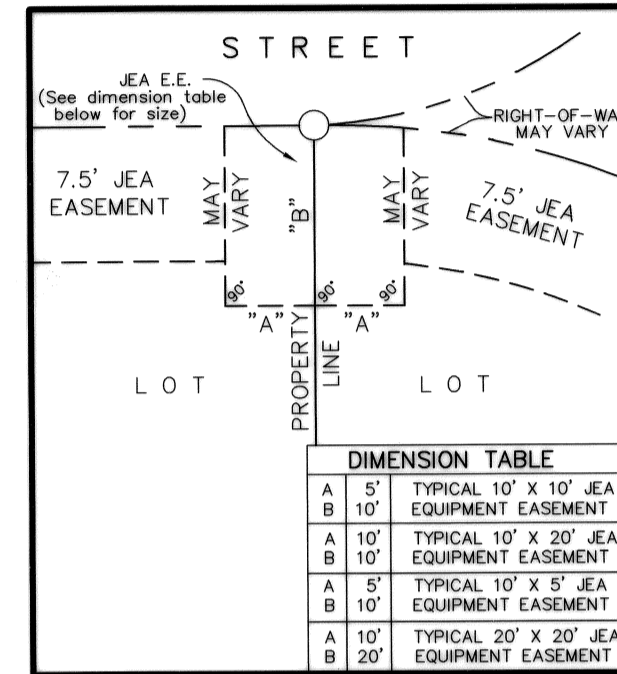 STREET
JEA E.E.
(See dimension table
below for size)
RIGHT-OF-WA
MAY VARY
7.5' JEA
EASEMENT
MAY
VARY
"B"
MAY
VARY
7.5' JEA
EASEMENT
90°
90°
90°
"A"
"A"
PROPERTY
LINE
LOT
LOT
DIMENSION TABLE
A 5' TYPICAL 10' X 10' JEA
B 10' EQUIPMENT EASEMENT
A 10' TYPICAL 10' X 20' JEA
B 10' EQUIPMENT EASEMENT
A 5' TYPICAL 10' X 5' JEA
B 10' EQUIPMENT EASEMENT
A 10' TYPICAL 20' X 20' JEA
B 20' EQUIPMENT EASEMENT